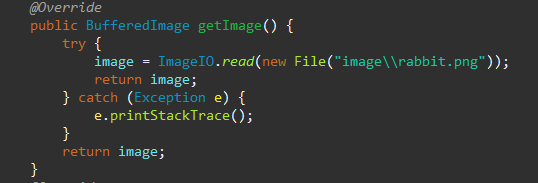 @Override
public BufferedImage getImage() {
try {
image = ImageIO.read(new File("image\\rabbit.png"));
return image;
} catch (Exception e) {
e.printStackTrace();
}
return image;
}